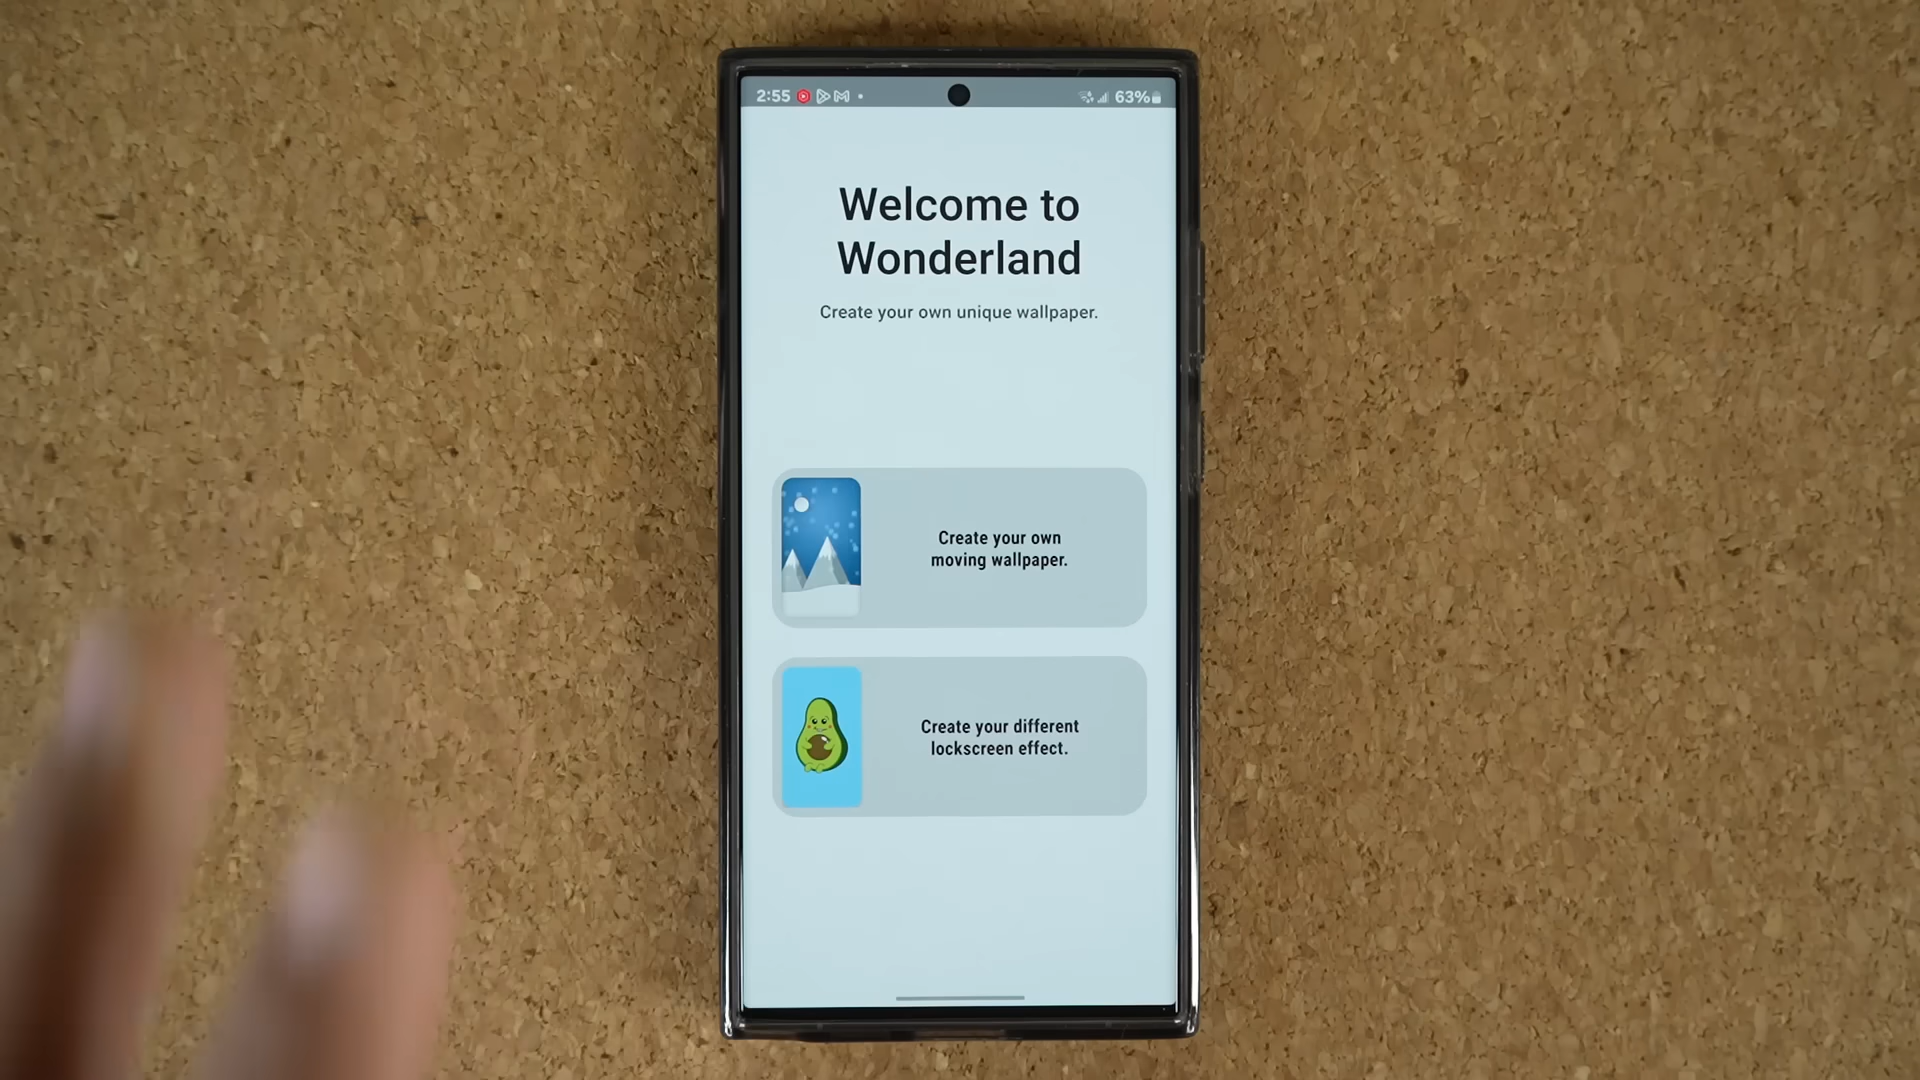 2:55
63%
Welcome to
Wonderland
Create your own unique wallpaper.
Create your own
moving wallpaper.
Create your different
lockscreen effect.